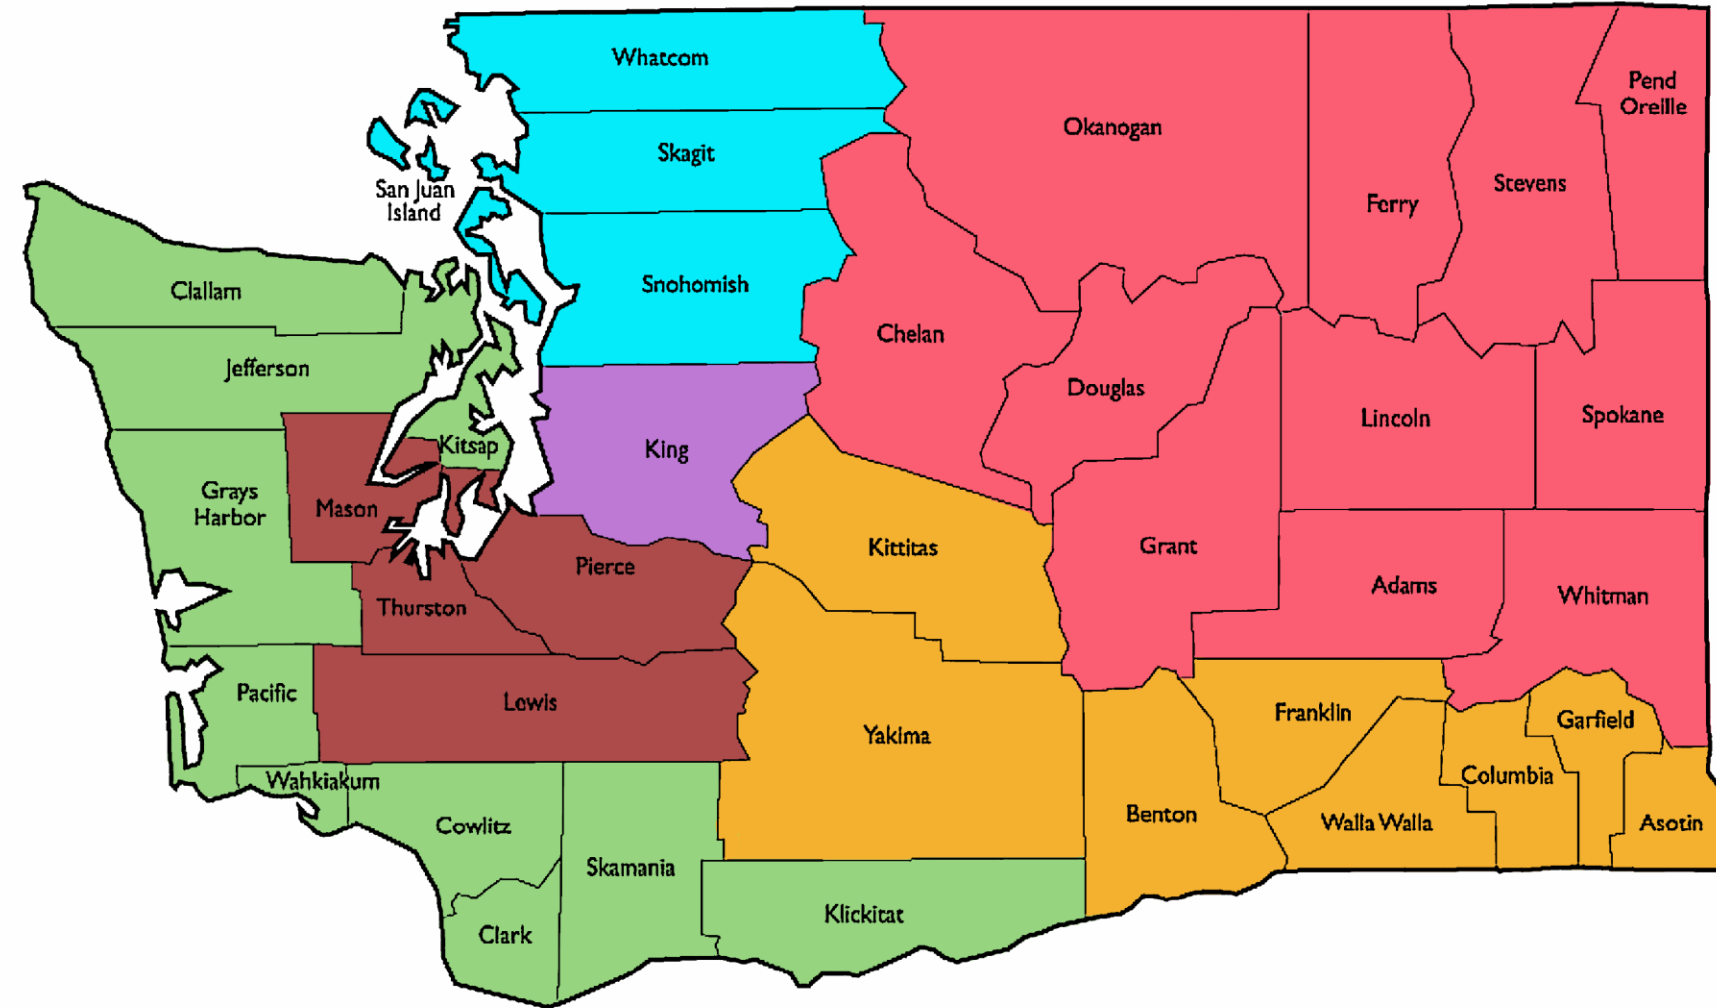 Whatcom
Pend
Oreille
Okanogan
Skagit
Stevens
San Juan
Island
Ferry
Clallam
Snohomish
Chelan
Jefferson
Douglas
Lincoln
Spokane
Kitsap
King
Grays
Harbor
Mason
Kittitas
Grant
Pierce
Adams
Whitman
Thurston
Pacific
Lewis
Franklin
Garfield
Yakima
Wahkiakum
Columbia
Cowlitz
Benton
Walla Walla
Asotin
Skamania
Klickitat
Clark